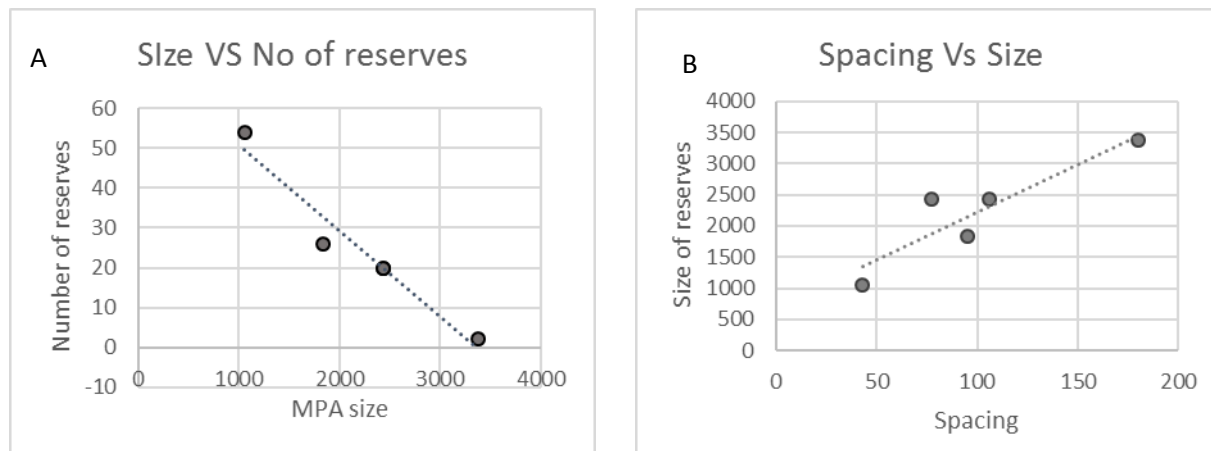 A
SIze VS No of reserves
Number of reserves
60
50
40
30
20
10
0
-10
0 1000 2000 3000 4000
MPA size
B
Spacing Vs Size
Size of reserves
4000
3500
3000
2500
2000
1500
1000
500
0
0 50 100 150 200
Spacing